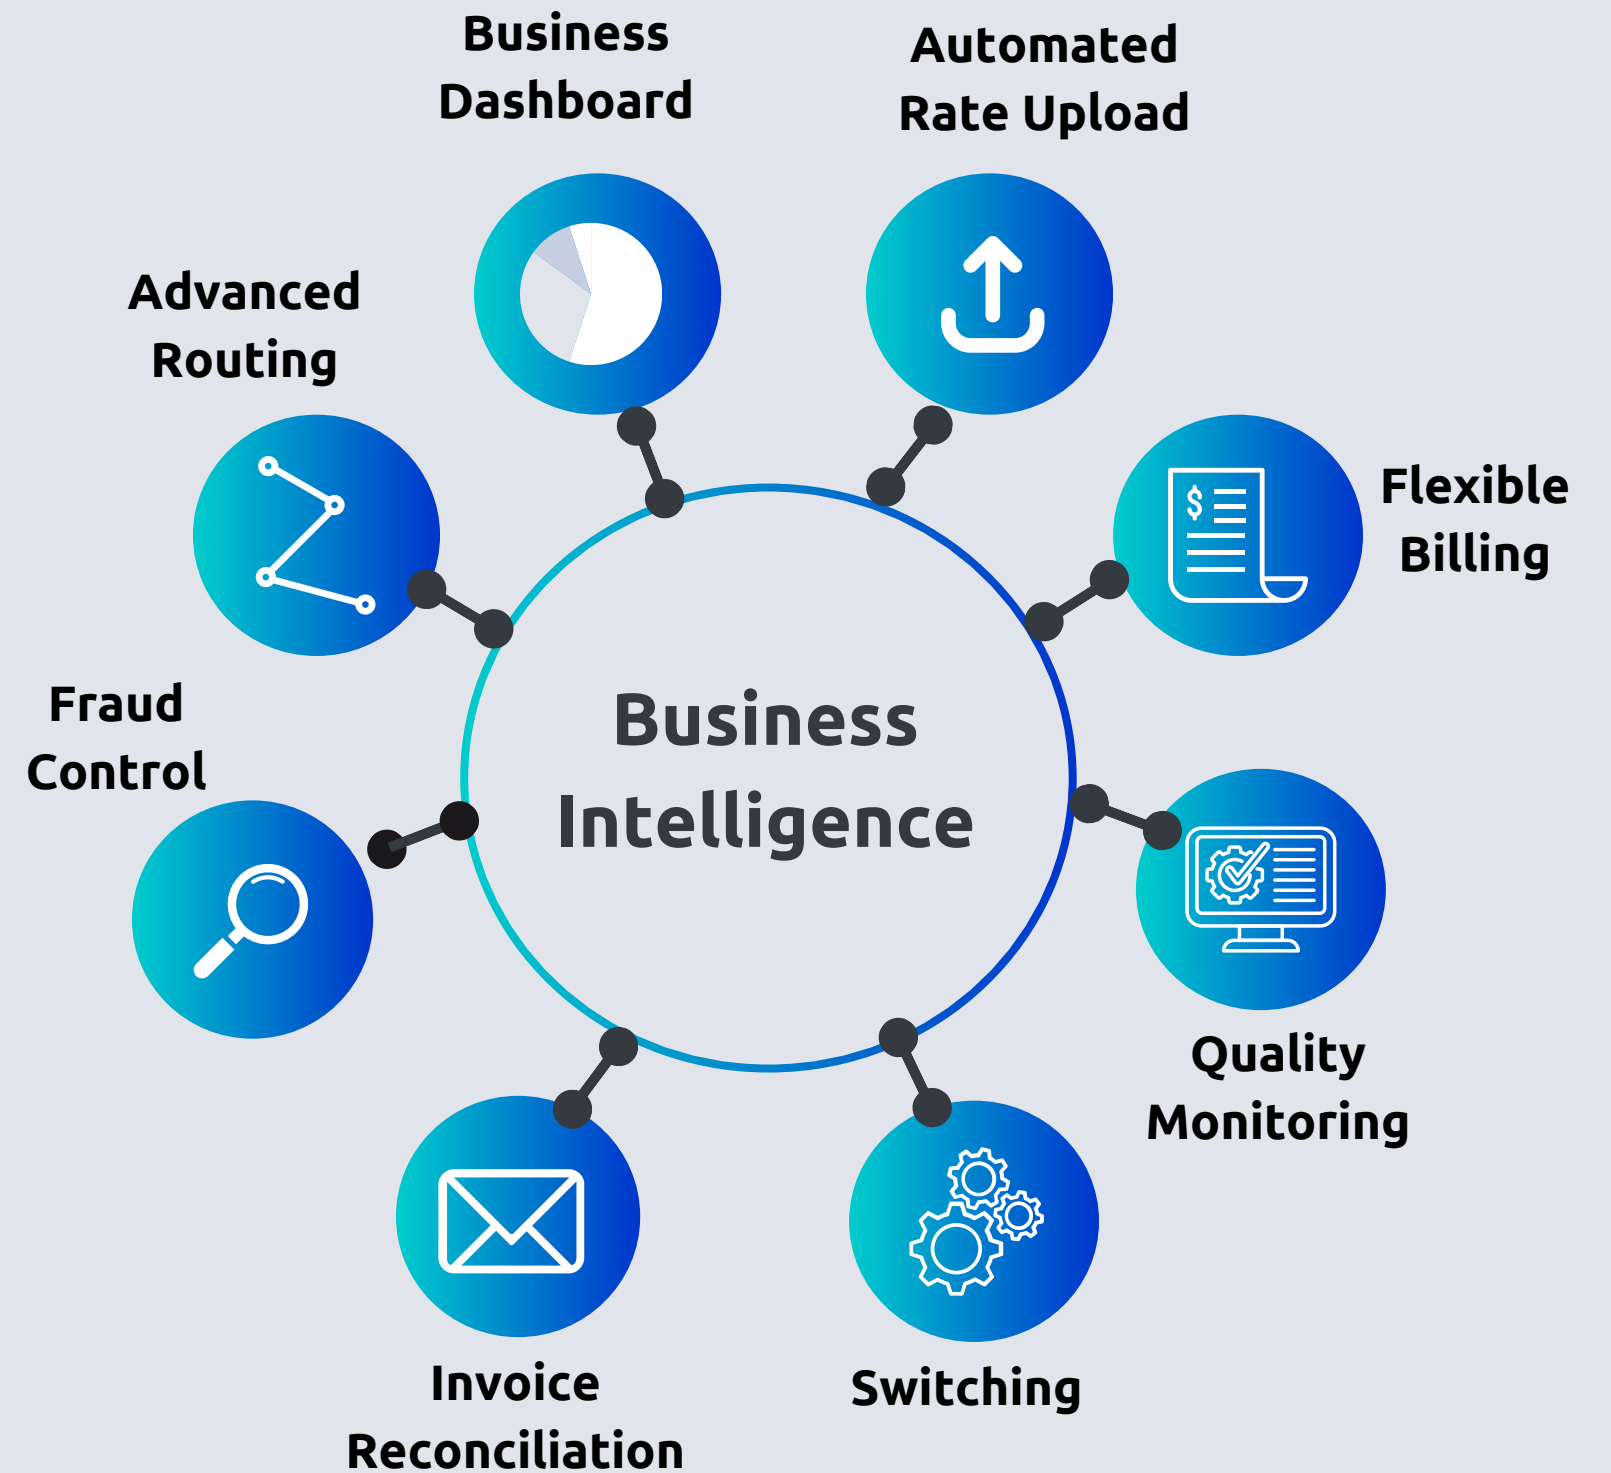 Business
Dashboard
Automated
Rate Upload
Advanced
Routing
Flexible
Billing
Fraud
Control
Business
Intelligence
$
Quality
Monitoring
Invoice
Reconciliation
Switching